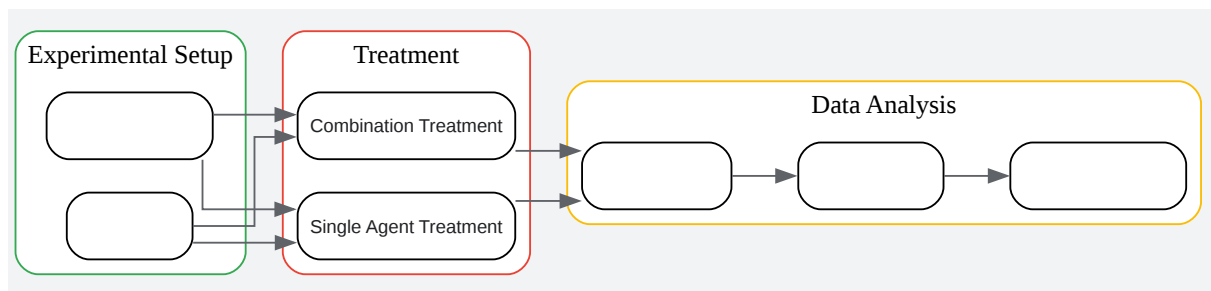 Experimental Setup
Treatment
Combination Treatment
Single Agent Treatment
Data Analysis